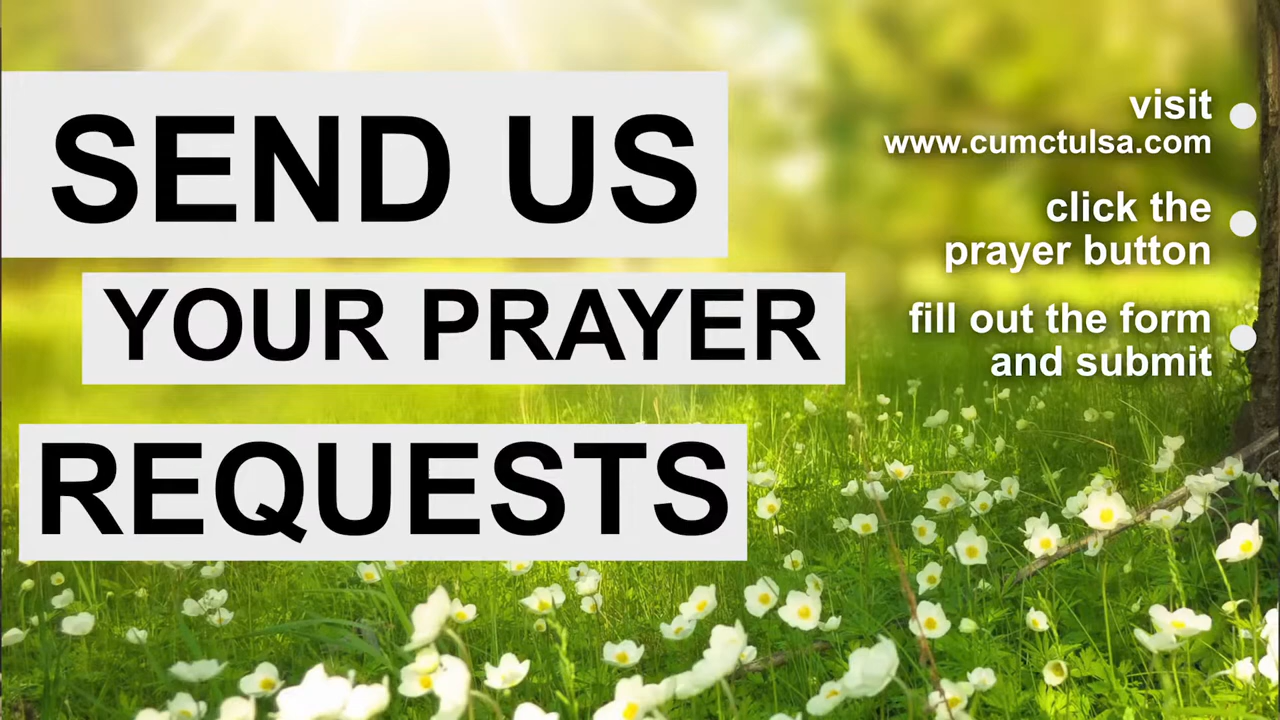 SEND US
YOUR PRAYER
REQUESTS
visit
www.cumctulsa.com
click the
prayer button
fill out the form
and submit